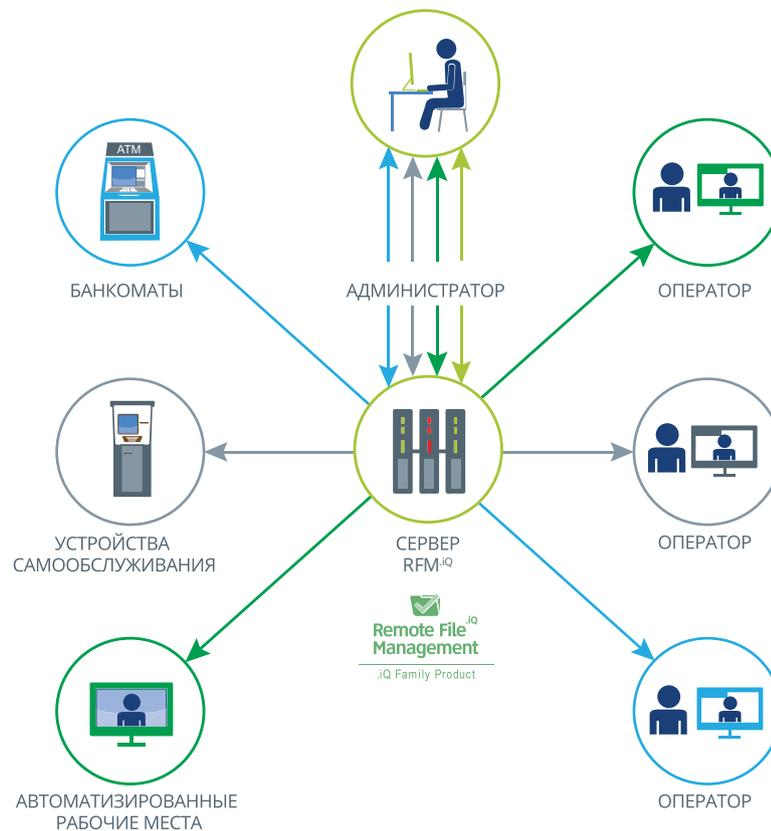 ATM
БАНКОМАТЫ
АДМИНИСТРАТОР
ОПЕРАТОР
УСТРОЙСТВА
САМООБСЛУЖИВАНИЯ
СЕРВЕР
RFM.iQ
ОПЕРАТОР
Remote File.iQ
Management
.iQ Family Product
АВТОМАТИЗИРОВАННЫЕ
РАБОЧИЕ МЕСТА
ОПЕРАТОР